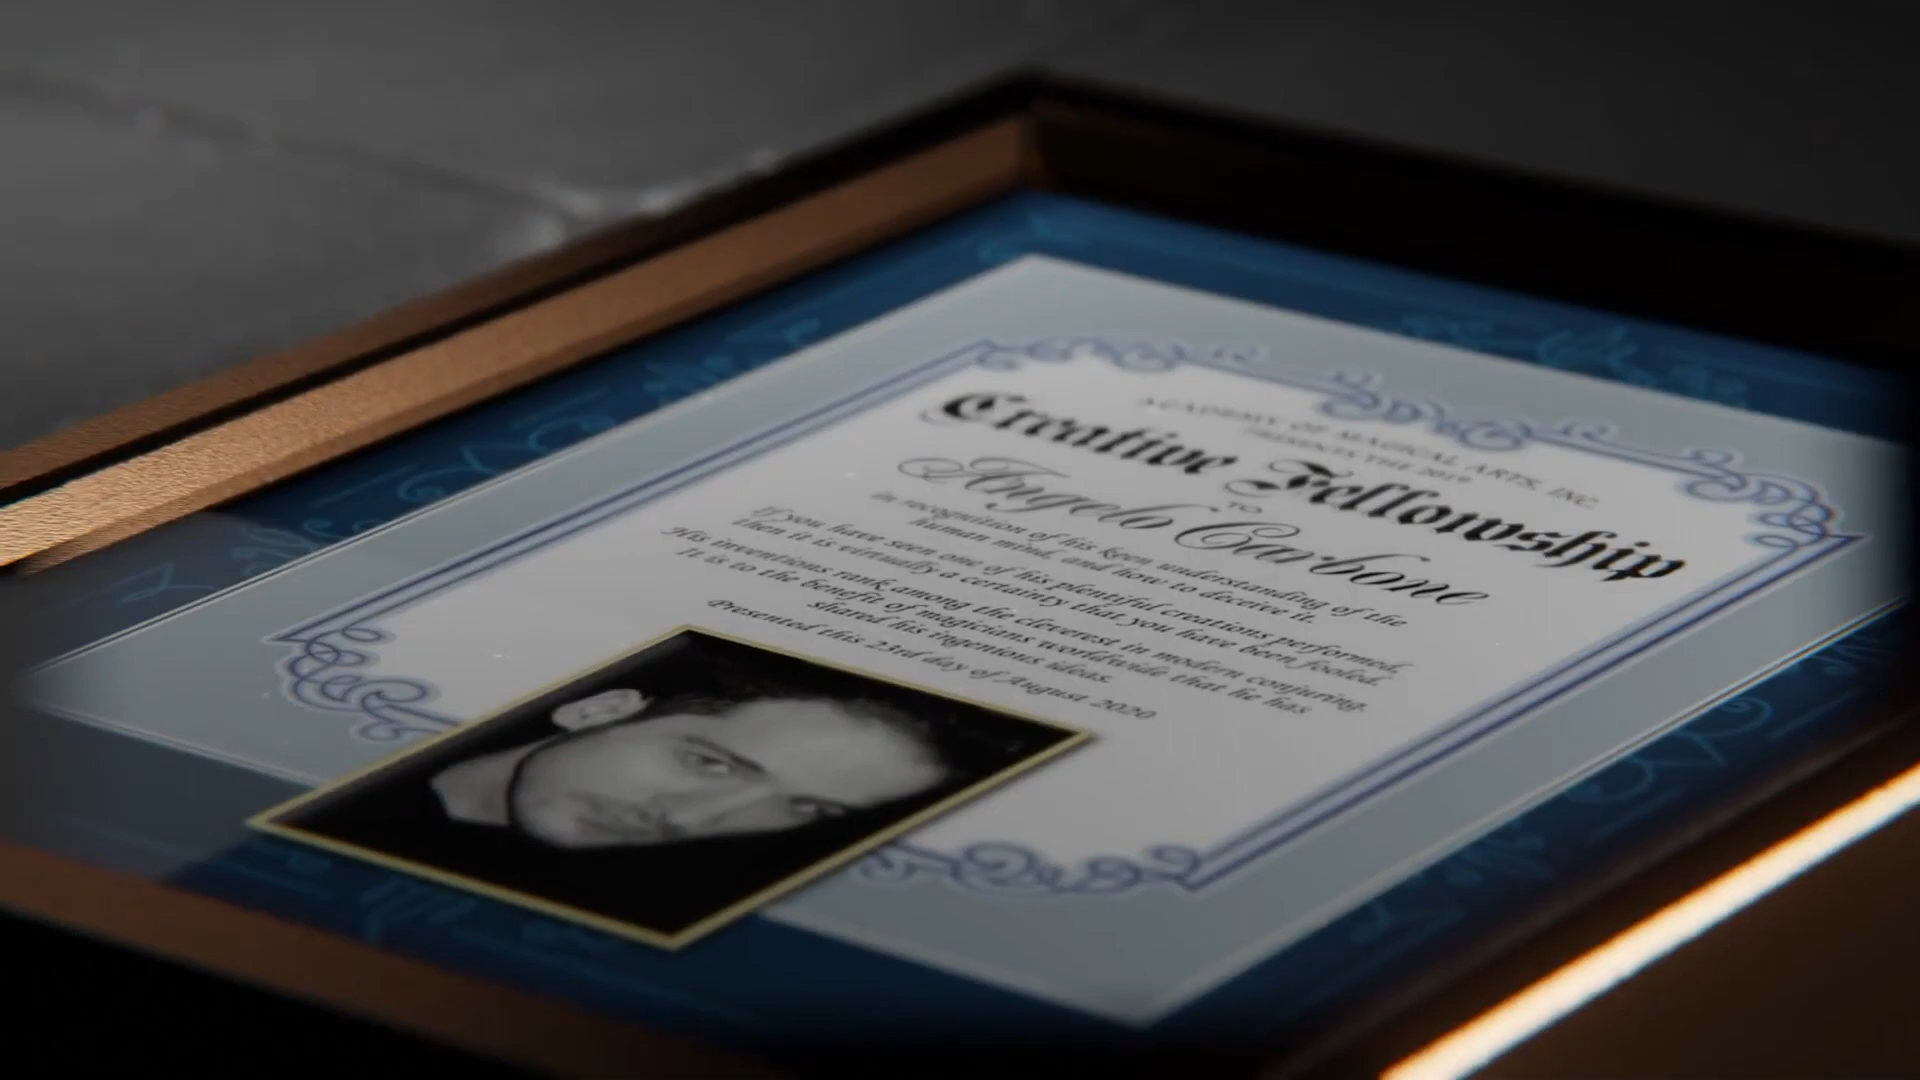 ACADEMY OF MAGICAL ARTS, INC.
PRESENTS THE 2019
Creative Fellowship
TO
Angelo Carbone
In recognition of his keen understanding of the
human mind, and how to deceive it.
If you have seen one of his plentiful creations performed,
then it is virtually a certainty that you have been fooled.
His inventions rank among the cleverest in modern conjuring.
It is to the benefit of magicians worldwide that he has
shared his ingenious ideas.
Presented this 23rd day of August 2020